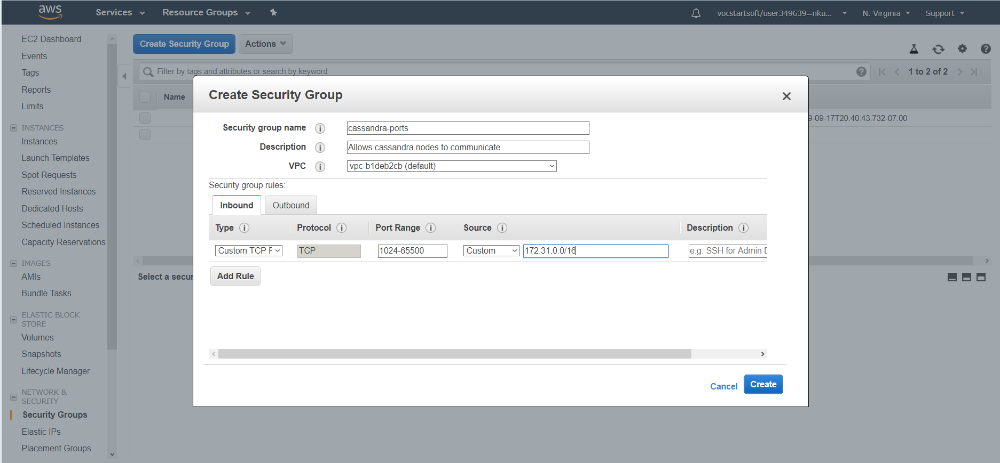 aws Services Resource Groups vocstartsoft/user349639=nku... N. Virginia Support
EC2 Dashboard
Events
Tags
Reports
Limits
INSTANCES
Instances
Launch Templates
Spot Requests
Reserved Instances
Dedicated Hosts
Scheduled Instances
Capacity Reservations
IMAGES
AMIs
Bundle Tasks
ELASTIC BLOCK
STORE
Volumes
Snapshots
Lifecycle Manager
NETWORK &
SECURITY
Security Groups
Elastic IPs
Placement Groups
Create Security Group Actions
Filter by tags and attributes or search by keyword 1 to 2 of 2
Name
9-09-17T20:40:43.732-07:00
Select a secur
Create Security Group
Security group name cassandra-ports
Description Allows cassandra nodes to communicate
VPC vpc-b1deb2cb (default)
Security group rules:
Inbound Outbound
Type Protocol Port Range Source Description
Custom TCP F TCP 1024-65500 Custom 172.31.0.0/16 e.g. SSH for Admin D
Add Rule
Cancel Create